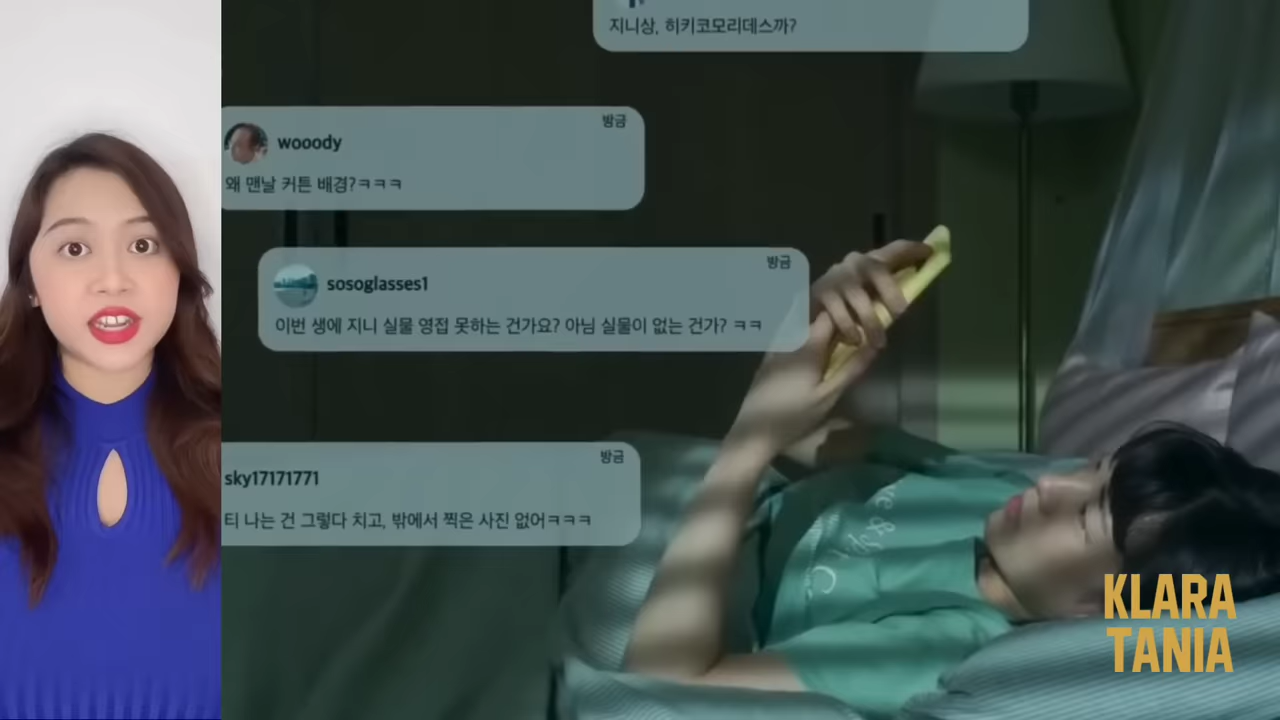 지니상, 히키코모리데스까?
방금
wooody
왜 맨날 커튼 배경?ㅋㅋㅋ
방금
sosoglasses1
이번 생에 지니 실물 영접 못하는 건가요? 아님 실물이 없는 건가? ㅋㅋ
방금
sky17171771
티 나는 건 그렇다 치고, 밖에서 찍은 사진 없어ㅋㅋㅋ
KLARA
TANIA